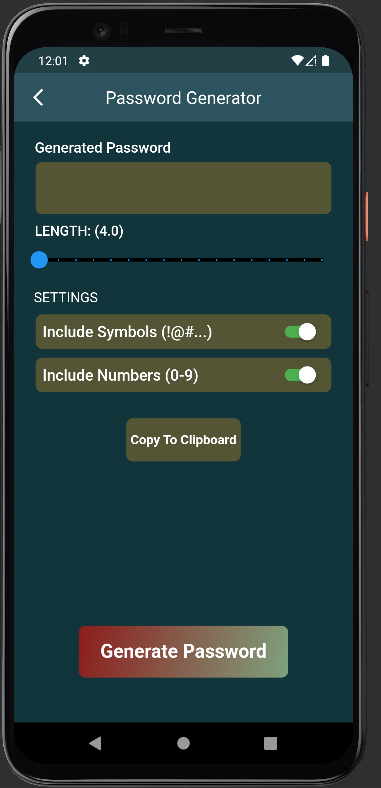 12:01
Password Generator
Generated Password
LENGTH: (4.0)
SETTINGS
Include Symbols (!@#...)
Include Numbers (0-9)
Copy To Clipboard
Generate Password